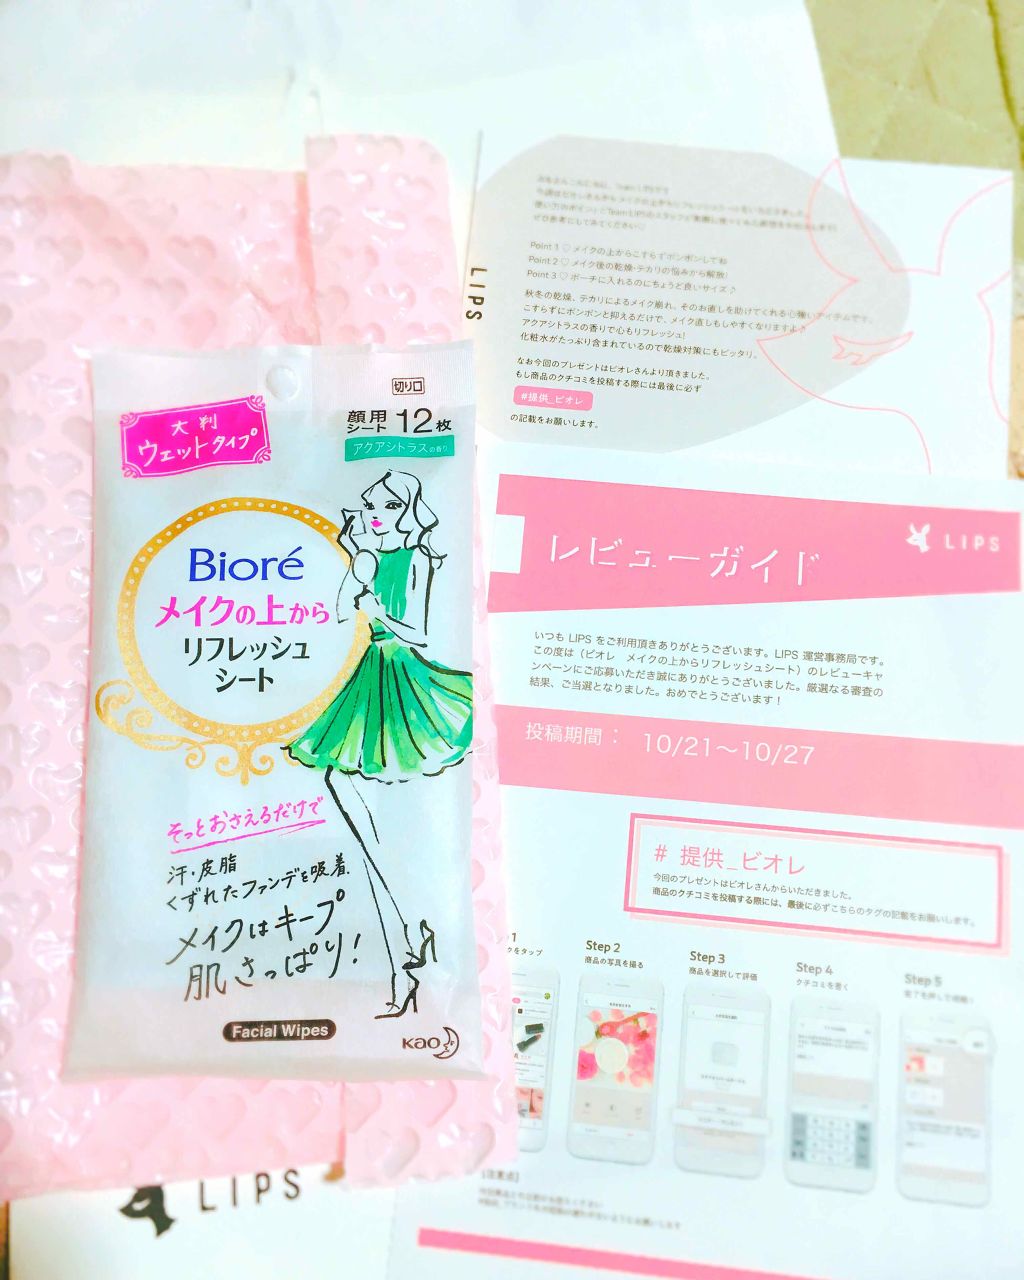 切り口
大判
ウェットタイプ
顔用
シート 12枚
アクアシトラスの香り
Bioré
メイクの上から
リフレッシュ
シート
そっとおさえるだけで
汗・皮脂
くずれたファンデを吸着
メイクはキープ
肌さっぱり!
Facial Wipes
Kao
LIPS
LIPS
Point 1 ♡ メイクの上からこすらずポンポンしてね
Point 2 ♡ メイク後の乾燥・テカリの悩みから解放!
Point 3 ♡ ポーチに入れるのにちょうど良いサイズ♪
秋冬の乾燥、テカリによるメイク崩れ、そのお直しを助けてくれる心強いアイテムです。
こすらずにポンポンと抑えるだけで、メイク直しもしやすくなりますよ♪
アクアシトラスの香りで心もリフレッシュ!
化粧水がたっぷり含まれているので乾燥対策にもピッタリ。
なお今回のプレゼントはビオレさんより頂きました。
もし商品のクチコミを投稿する際には最後に必ず
#提供_ビオレ
の記載をお願いします。
レビューガイド
LIPS
いつも LIPS をご利用頂きありがとうございます。LIPS 運営事務局です。
この度は(ビオレ メイクの上からリフレッシュシート)のレビューキャ
ンペーンにご応募いただき誠にありがとうございました。厳選なる審査の
結果、ご当選となりました。おめでとうございます!
投稿期間: 10/21〜10/27
# 提供_ビオレ
今回のプレゼントはビオレさんからいただきました。
商品のクチコミを投稿する際には、最後に必ずこちらのタグの記載をお願いします。
1
をタップ
Step 2
商品の写真を撮る
Step 3
商品を選択して評価
Step 4
クチコミを書く
Step 5
[注意点]